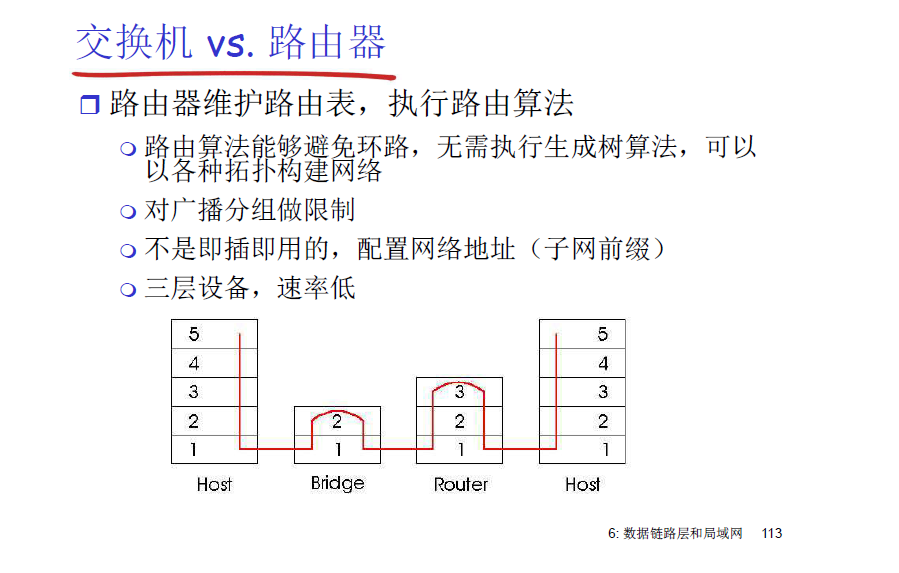 交换机 vs. 路由器
路由器维护路由表，执行路由算法
路由算法能够避免环路，无需执行生成树算法，可以
以各种拓扑构建网络
对广播分组做限制
不是即插即用的，配置网络地址（子网前缀）
三层设备，速率低
5
4
3
2
1
Host
2
1
Bridge
3
2
1
Router
5
4
3
2
1
Host
6: 数据链路层和局域网 113